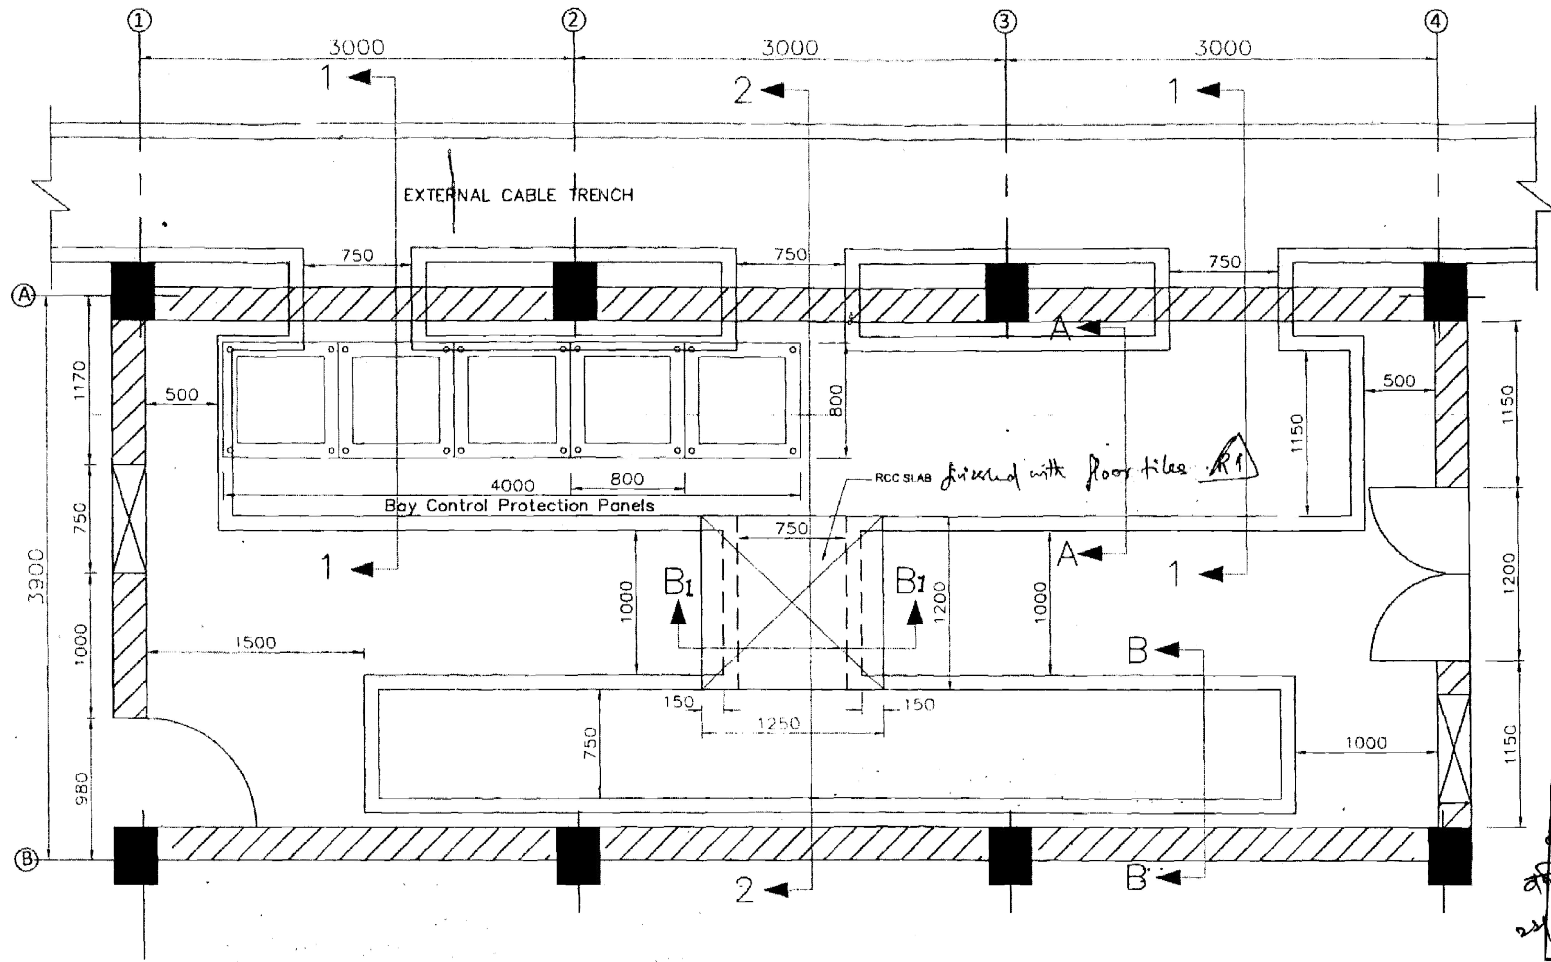 1 2 3 4
3000 3000 3000
1 2 1
EXTERNAL CABLE TRENCH
750 750 750
A
A
1170 500 800 1150 500 1150
RCC SLAB finished with floor tiles R1
4000 800
Bay Control Protection Panels
750 750
1 A 1
3900
B1 B1
1000 1200 1000 1200
1000 1500 B
150 150
1250
750 1000 1150
980
B
2 B